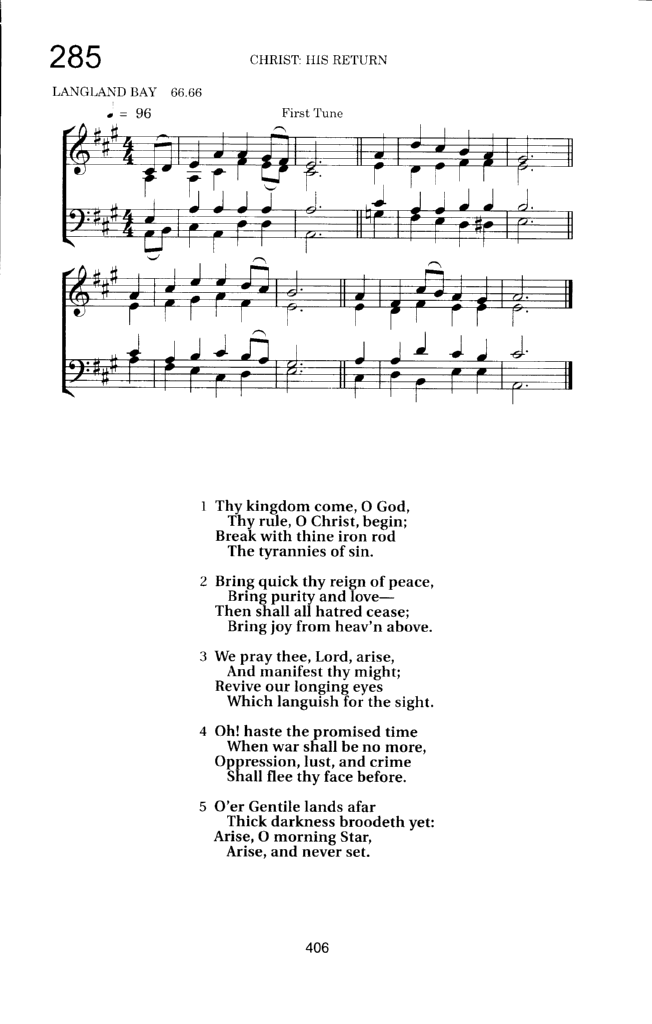 285
CHRIST: HIS RETURN
LANGLAND BAY 66.66
♩ = 96 First Tune
1 Thy kingdom come, O God,
Thy rule, O Christ, begin;
Break with thine iron rod
The tyrannies of sin.
2 Bring quick thy reign of peace,
Bring purity and love—
Then shall all hatred cease;
Bring joy from heav'n above.
3 We pray thee, Lord, arise,
And manifest thy might;
Revive our longing eyes
Which languish for the sight.
4 Oh! haste the promised time
When war shall be no more,
Oppression, lust, and crime
Shall flee thy face before.
5 O'er Gentile lands afar
Thick darkness broodeth yet:
Arise, O morning Star,
Arise, and never set.
406